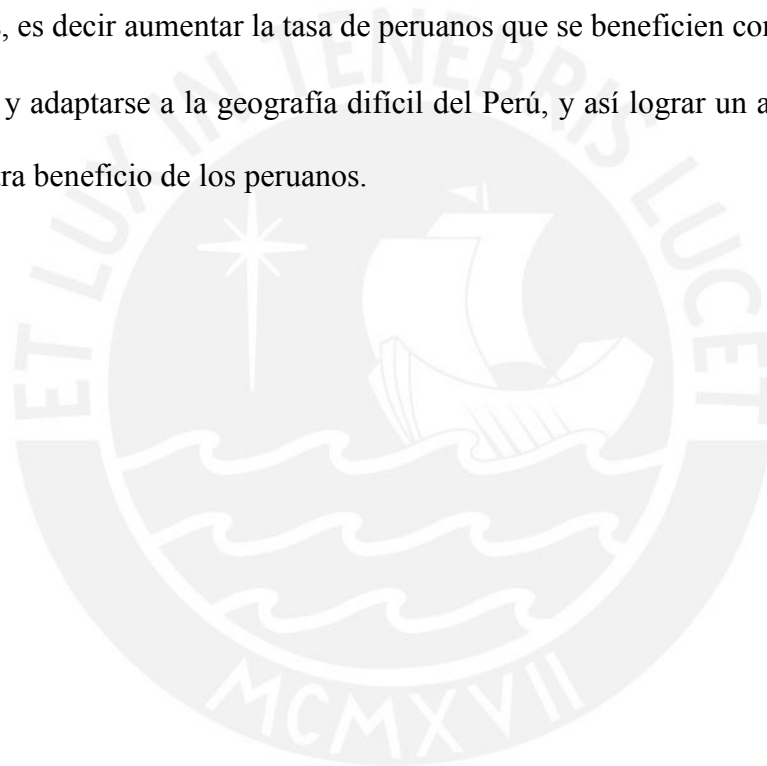 , es decir aumentar la tasa de peruanos que se beneficien con
y adaptarse a la geografía difícil del Perú, y así lograr un a
ra beneficio de los peruanos.
ET LUX IN TENEBRIS LUCET
MCMXVII